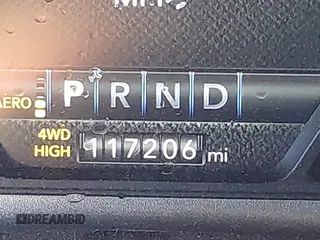 AERO P R N D
4WD
HIGH 117206 mi
DREAMBID